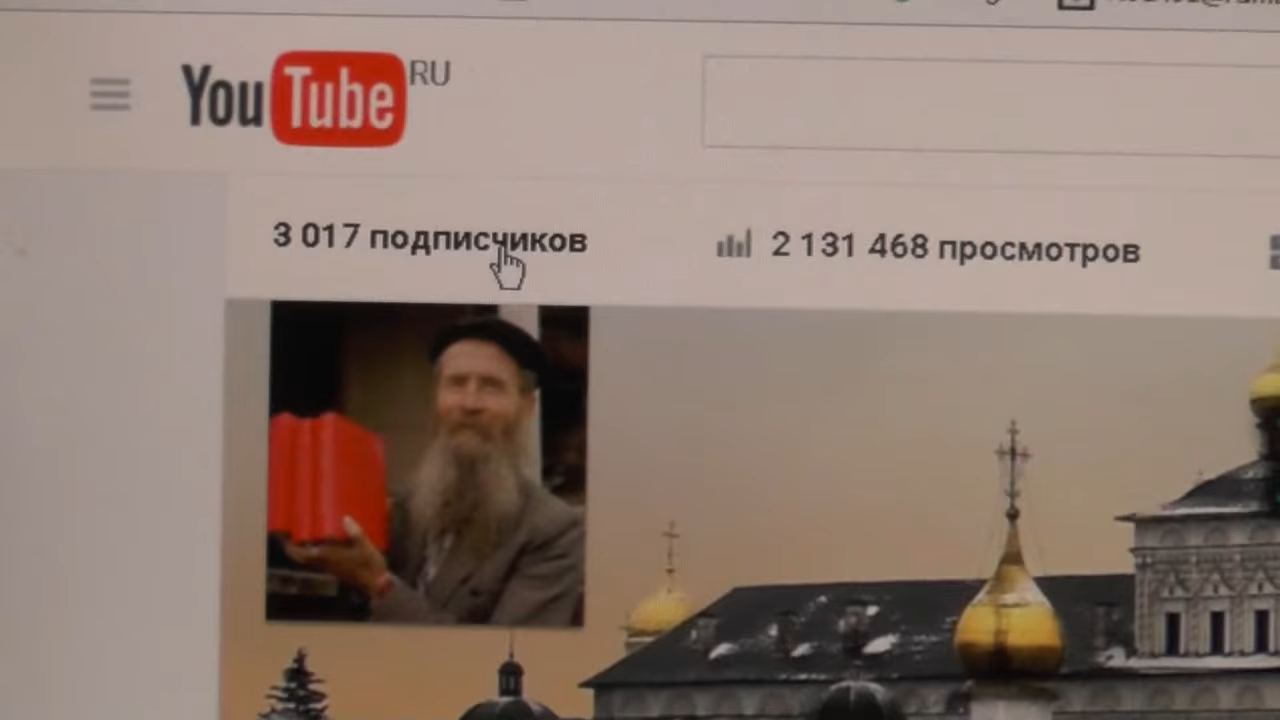 YouTube RU
3 017 подписчиков
2 131 468 просмотров